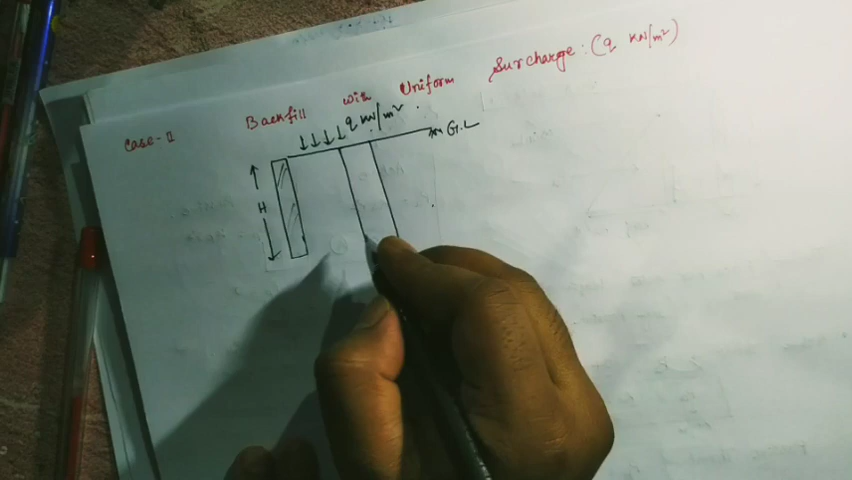 Case-II Backfill with Uniform Surcharge: (q kN/m²)
q kN/m²
G.L
H